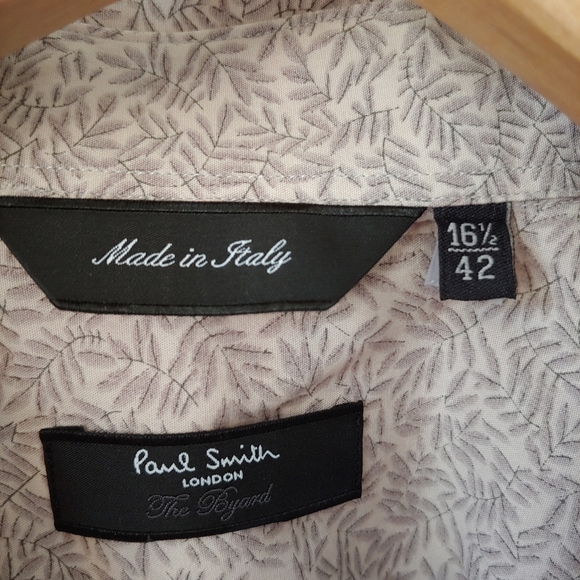 Made in Italy
16½
42
Paul Smith
LONDON
The Byard